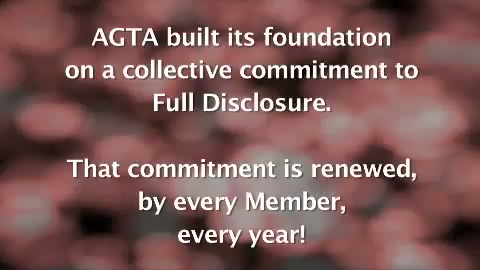 AGTA built its foundation
on a collective commitment to
Full Disclosure.
That commitment is renewed,
by every Member,
every year!